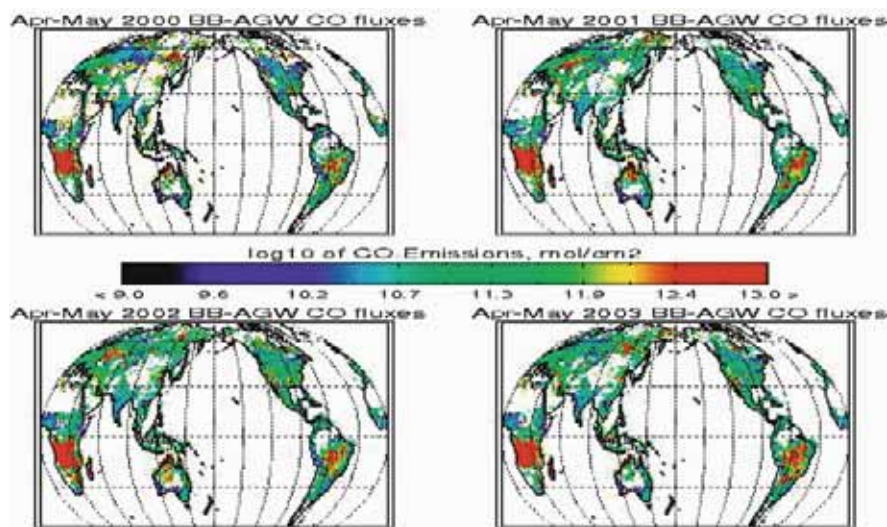 Apr-May 2000 BB-AGW CO fluxes
Apr-May 2001 BB-AGW CO fluxes
log10 of CO Emissions, mol/cm2
< 9.0 9.6 10.2 10.7 11.3 11.9 12.4 13.0 >
Apr-May 2002 BB-AGW CO fluxes
Apr-May 2003 BB-AGW CO fluxes